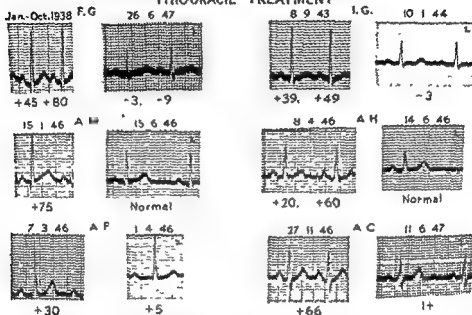 THIOURACIL TREATMENT
Jan-Oct.1938 F.G 26 6 47 8 9 43 I.G. 10 1 44
+45 +80 -3, -9 +39, +49 -3
15 1 46 A H 15 6 46 8 4 46 A H 14 6 46
+75 Normal +20, +60 Normal
7 3 46 A F 1 4 46 27 11 46 A C 11 6 47
+30 +5 +66 1+